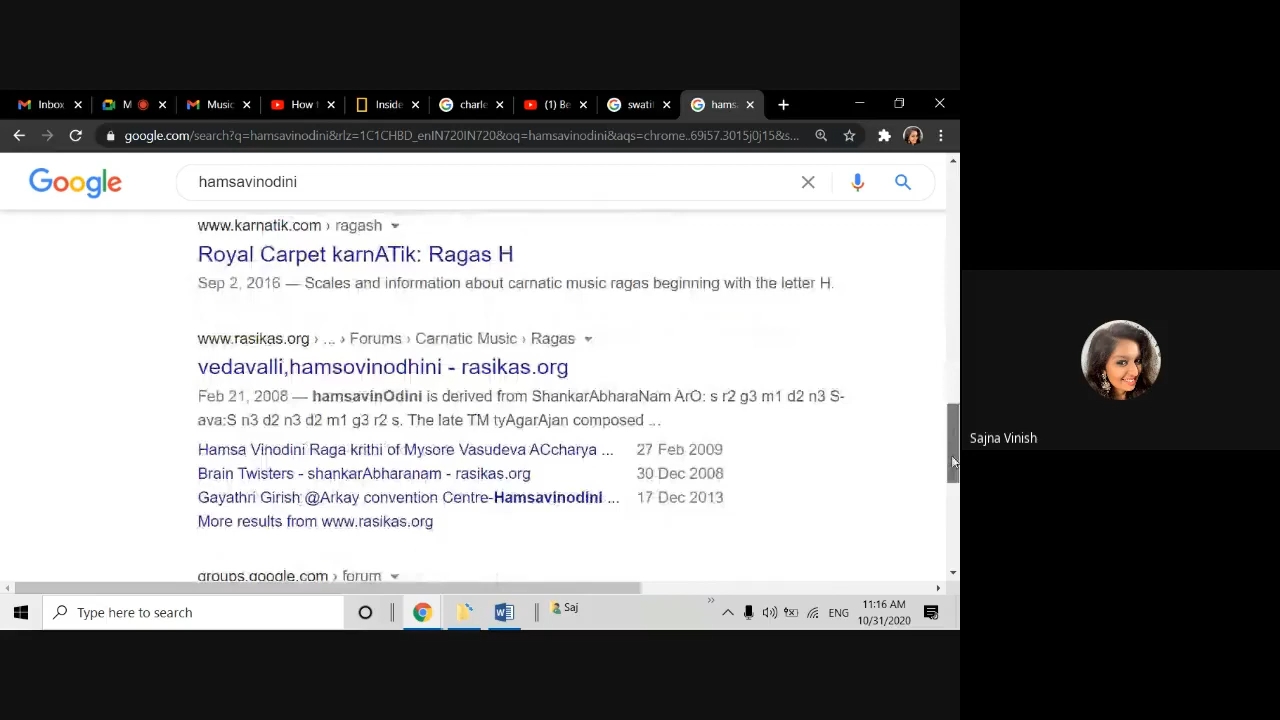 Inbox
M
Music
How t
Inside
charle
(1) Be
swatil
hams
google.com/search?q=hamsavinodini&rlz=1C1CHBD_enIN720IN720&oq=hamsavinodini&aqs=chrome..69i57.3015j0j15&s...
Google
hamsavinodini
www.karnatik.com › ragash
Royal Carpet karnATik: Ragas H
Sep 2, 2016 — Scales and information about carnatic music ragas beginning with the letter H.
www.rasikas.org › ... › Forums › Carnatic Music › Ragas
vedavalli,hamsovinodhini - rasikas.org
Feb 21, 2008 — hamsavinOdini is derived from ShankarAbharaNam ArO: s r2 g3 m1 d2 n3 S-
ava:S n3 d2 n3 d2 m1 g3 r2 s. The late TM tyAgarAjan composed ...
Hamsa Vinodini Raga krithi of Mysore Vasudeva ACcharya ... 27 Feb 2009
Brain Twisters - shankarAbharanam - rasikas.org 30 Dec 2008
Gayathri Girish @Arkay convention Centre-Hamsavinodini ... 17 Dec 2013
More results from www.rasikas.org
groups.google.com › forum
Sajna Vinish
Type here to search
Saj
ENG
11:16 AM
10/31/2020